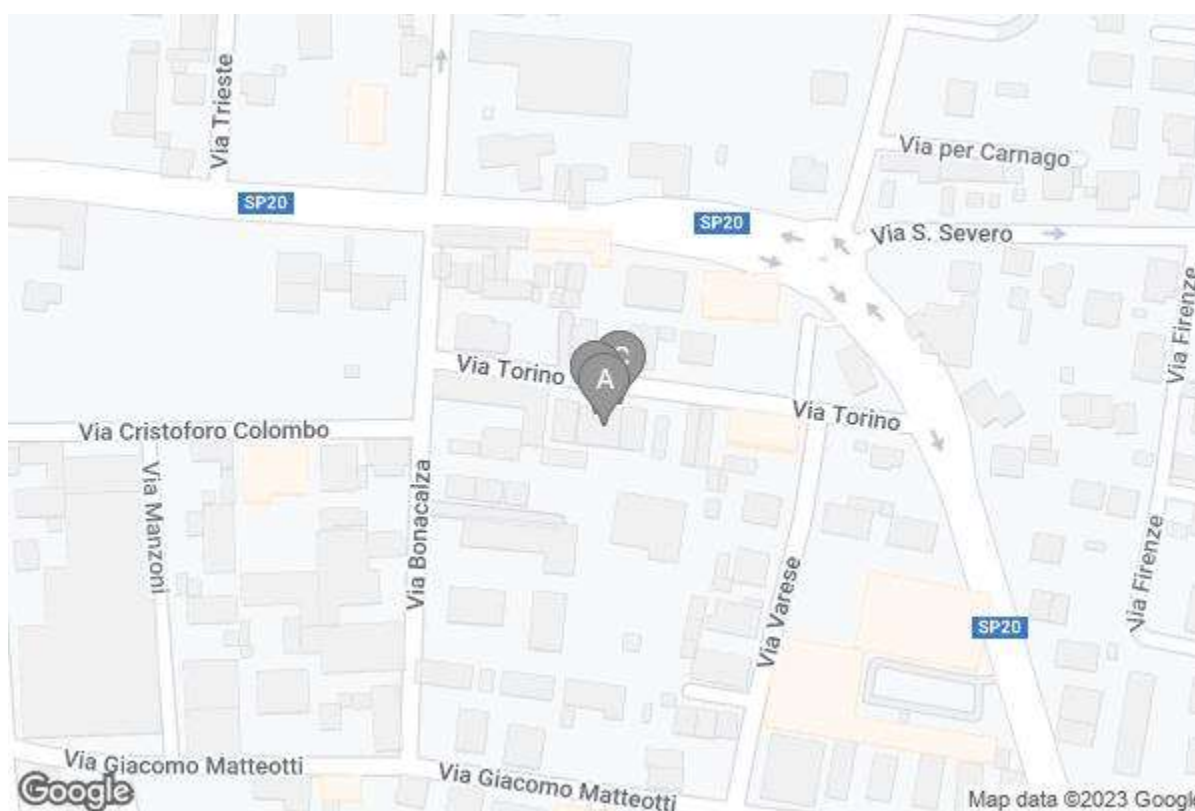 Via Trieste
Via per Carnago
SP20
SP20
Via S. Severo
Via Firenze
Via Torino
A
Via Torino
Via Cristoforo Colombo
Via Manzoni
Via Bonacalza
Via Varese
Via Firenze
SP20
Via Giacomo Matteotti
Via Giacomo Matteotti
Google
Map data ©2023 Googl